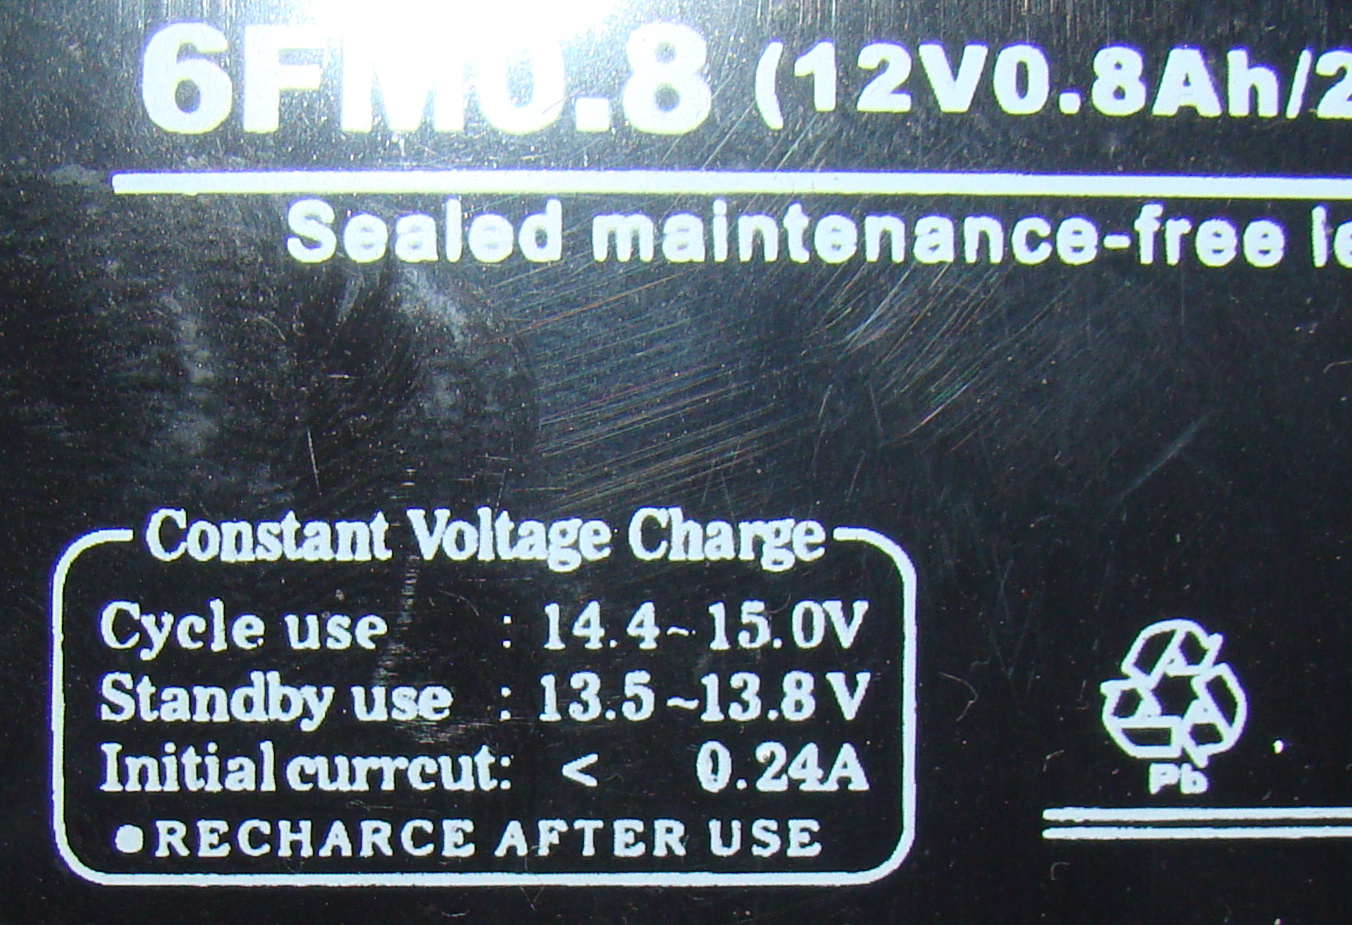 6FM0.8 (12V0.8Ah/2
Sealed maintenance-free le
Constant Voltage Charge
Cycle use : 14.4~15.0V
Standby use : 13.5~13.8V
Initial currcut: < 0.24A
●RECHARCE AFTER USE
Pb